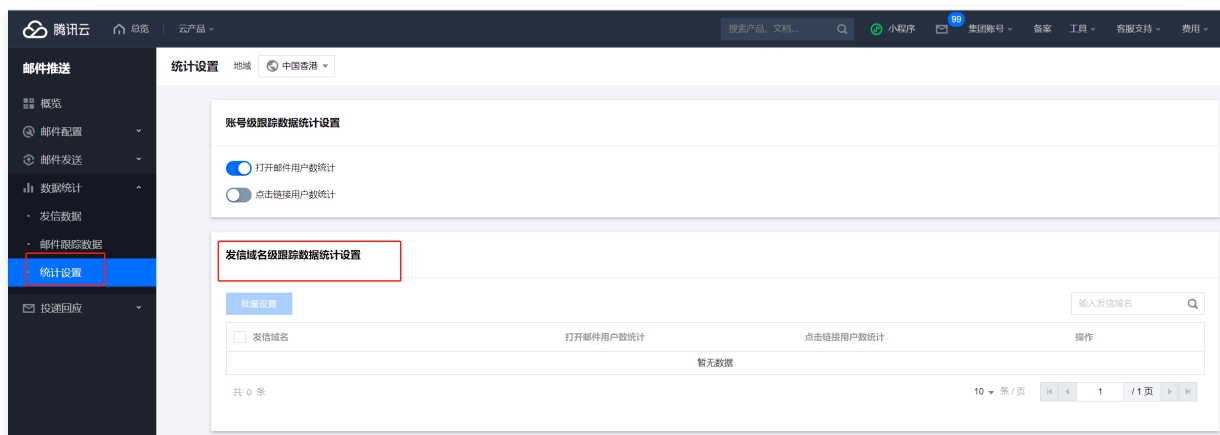 腾讯云 总览 云产品 搜索产品、文档... 小程序 99 集团账号 备案 工具 客服支持 费用
邮件推送
概览
邮件配置
邮件发送
数据统计
发信数据
邮件跟踪数据
统计设置
投递回应
统计设置 地域 中国香港
账号级跟踪数据统计设置
打开邮件用户数统计
点击链接用户数统计
发信域名级跟踪数据统计设置
批量设置 输入发信域名
发信域名 打开邮件用户数统计 点击链接用户数统计 操作
暂无数据
共 0 条 10 条 / 页 1 / 1 页